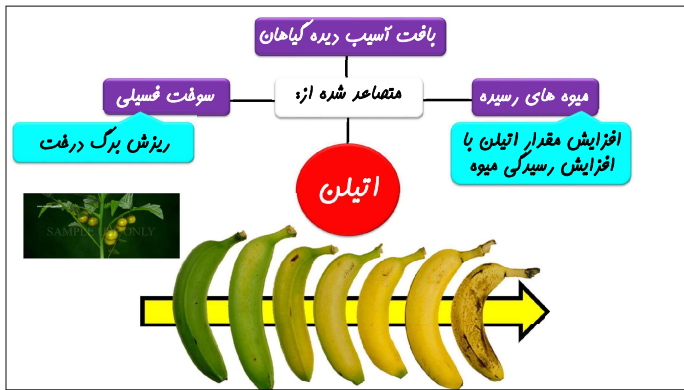 بافت آسیب دیده گیاهان
میوه های رسیده
متصاعد شده از:
سوخت فسیلی
افزایش مقدار اتیلن با
افزایش رسیدگی میوه
ریزش برگ درخت
اتیلن
SAMPLE ONLY